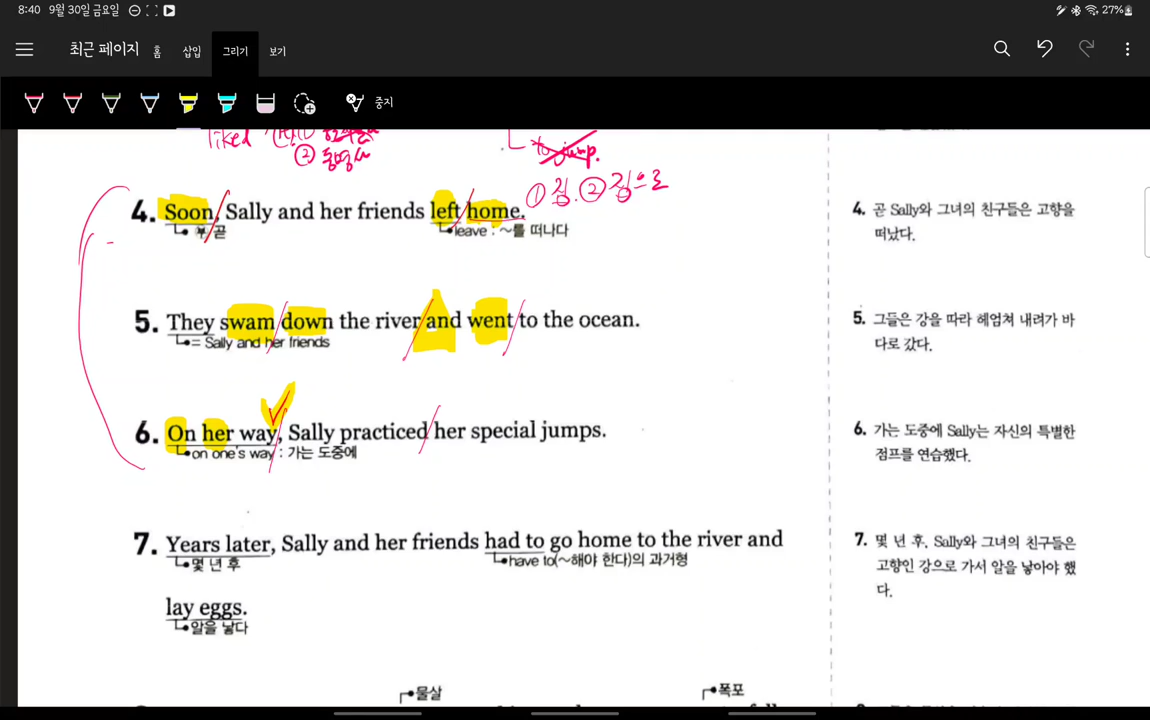 8:40 9월 30일 금요일 27%
최근 페이지 홈 삽입 그리기 보기
중지
liked
② 동명사
to jump.
① 집. ② 집으로
4. Soon, Sally and her friends left home.
부 곧 leave : ~를 떠나다
4. 곧 Sally와 그녀의 친구들은 고향을
떠났다.
5. They swam down the river and went to the ocean.
= Sally and her friends
5. 그들은 강을 따라 헤엄쳐 내려가 바
다로 갔다.
6. On her way, Sally practiced her special jumps.
on one's way : 가는 도중에
6. 가는 도중에 Sally는 자신의 특별한
점프를 연습했다.
7. Years later, Sally and her friends had to go home to the river and
몇 년 후 have to(~해야 한다)의 과거형
lay eggs.
알을 낳다
7. 몇 년 후, Sally와 그녀의 친구들은
고향인 강으로 가서 알을 낳아야 했
다.
물살 폭포